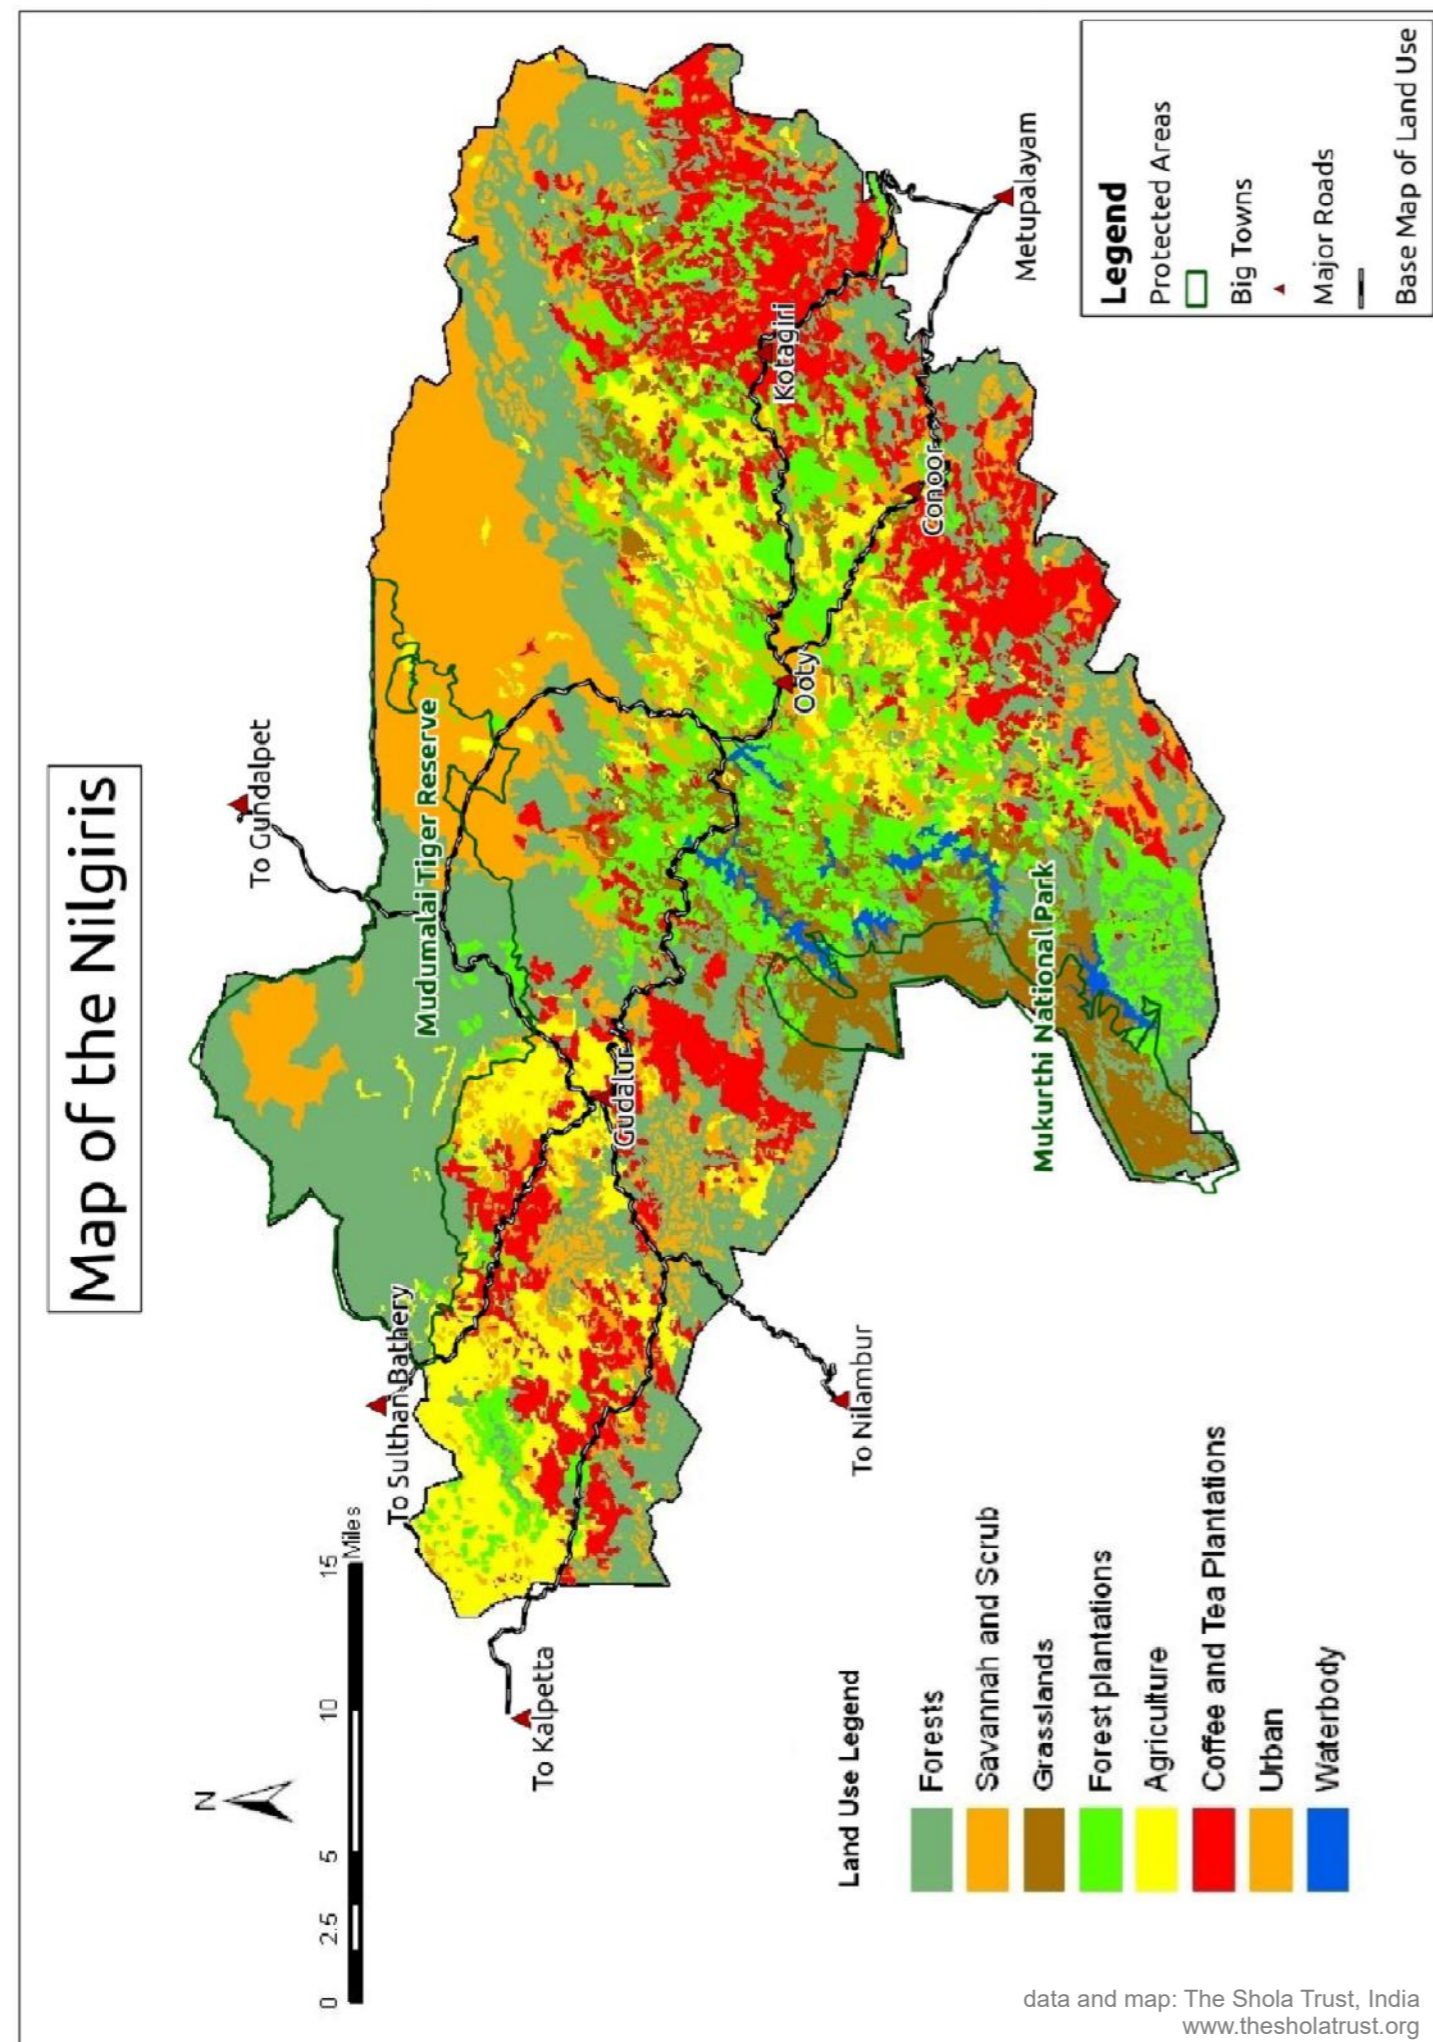 Map of the Nilgiris
N
0 2.5 5 10 15
Miles
To Gundalpet
To Sulthan Bathery
Mudumalai Tiger Reserve
To Kalpetta
Gudalur
Ooty
Kotagiri
Conoor
To Nilambur
Mukurthi National Park
Metupalayam
Land Use Legend
Forests
Savannah and Scrub
Grasslands
Forest plantations
Agriculture
Coffee and Tea Plantations
Urban
Waterbody
Legend
Protected Areas
Big Towns
Major Roads
Base Map of Land Use
data and map: The Shola Trust, India
www.thesholatrust.org